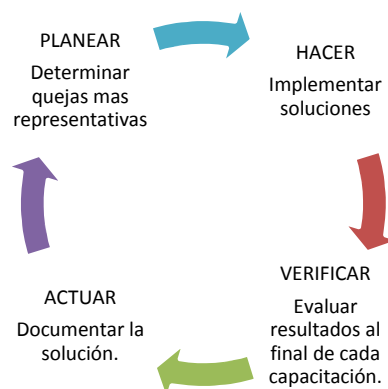 PLANEAR
Determinar
quejas mas
representativas
HACER
Implementar
soluciones
VERIFICAR
Evaluar
resultados al
final de cada
capacitación.
ACTUAR
Documentar la
solución.